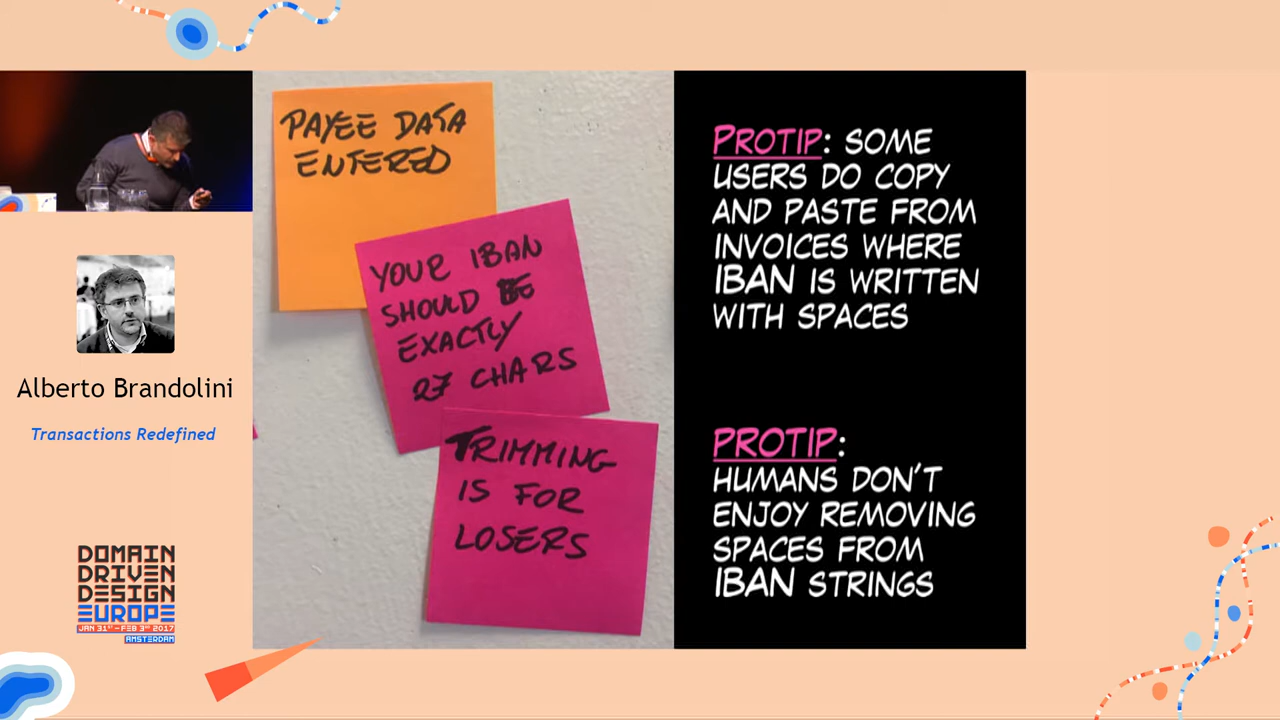 PAYEE DATA
ENTERED
YOUR IBAN
SHOULD BE
EXACTLY
27 CHARS
TRIMMING
IS FOR
LOSERS
PROTIP: SOME
USERS DO COPY
AND PASTE FROM
INVOICES WHERE
IBAN IS WRITTEN
WITH SPACES
PROTIP:
HUMANS DON'T
ENJOY REMOVING
SPACES FROM
IBAN STRINGS
Alberto Brandolini
Transactions Redefined
DOMAIN
DRIVEN
DESIGN
EUROPE
JAN 31ST-FEB 3RD 2017
AMSTERDAM